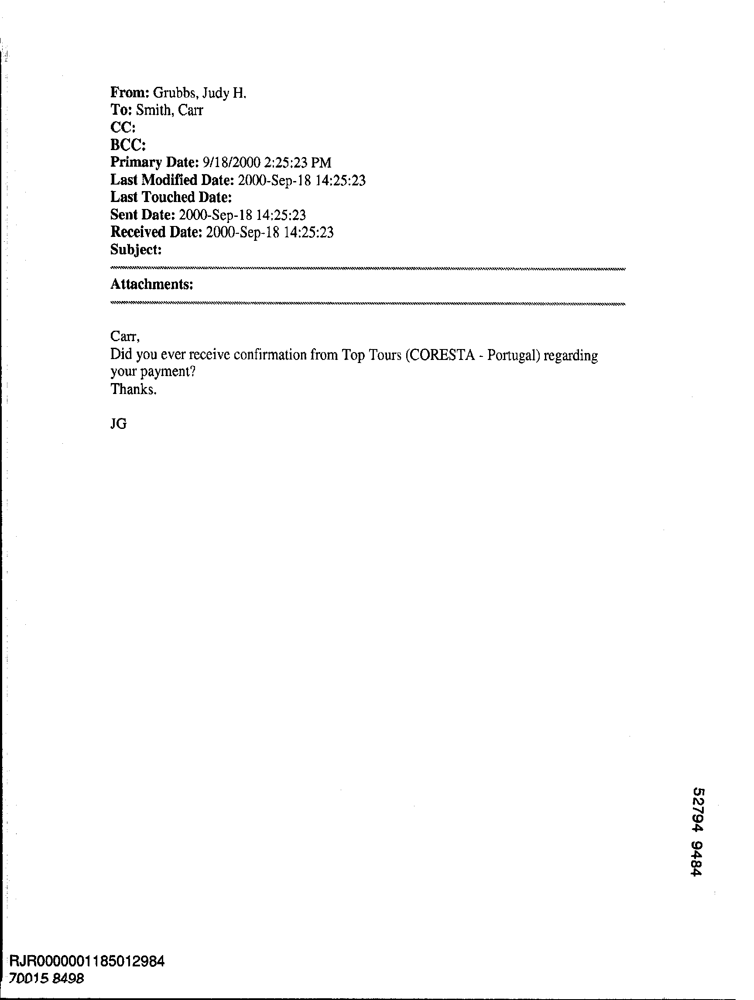 From: Grubbs, Judy H.
To: Smith, Carr
CC:
BCC:
Primary Date: 9/18/2000 2:25:23 PM
Last Modified Date: 2000-Sep-18 14:25:23
Last Touched Date:
Sent Date: 2000-Sep-18 14:25:23
Received Date: 2000-Sep-18 14:25:23
Subject:
Attachments:
Carr,
Did you ever receive confirmation from Top Tours (CORESTA - Portugal) regarding
your payment?
Thanks.
JG
52794 9484
RJR0000001185012984
70015 8498